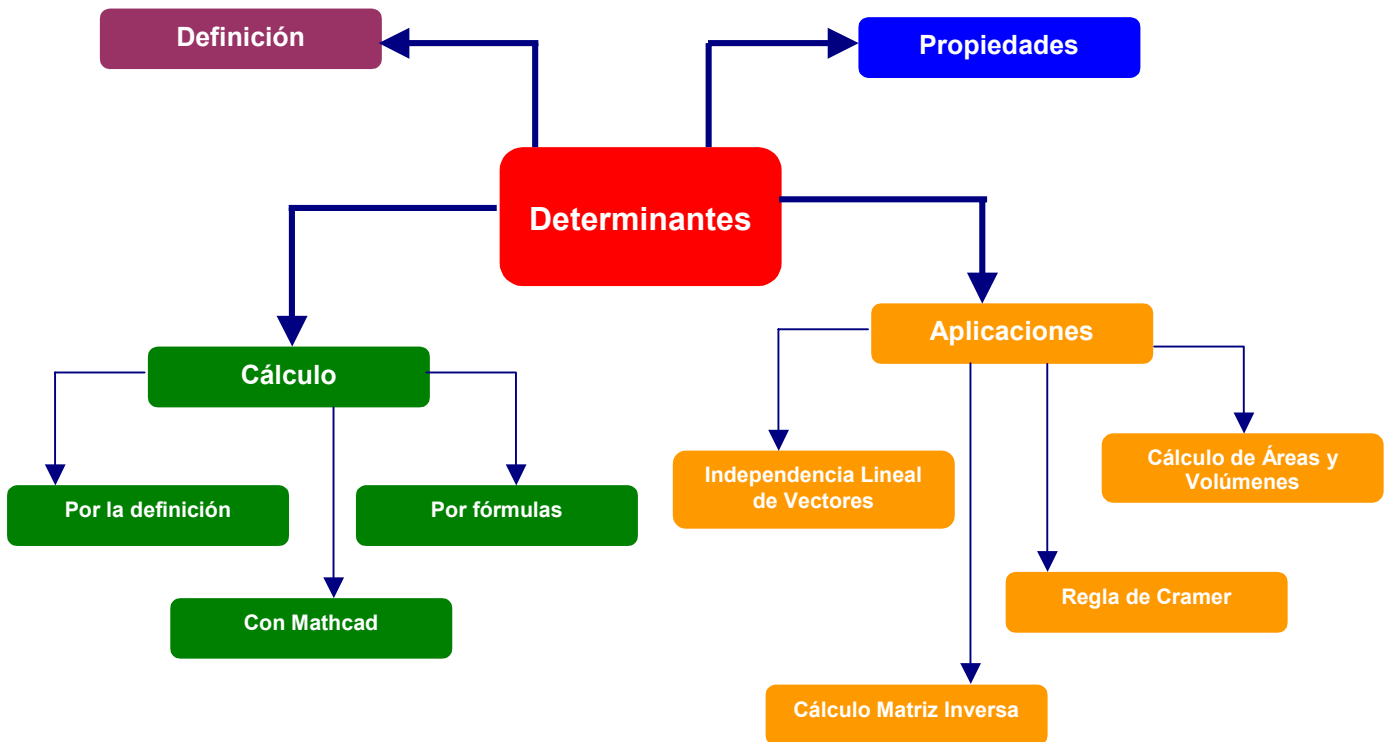 Definición
Propiedades
Determinantes
Cálculo
Aplicaciones
Por la definición
Por fórmulas
Con Mathcad
Independencia Lineal
de Vectores
Cálculo de Áreas y
Volúmenes
Regla de Cramer
Cálculo Matriz Inversa